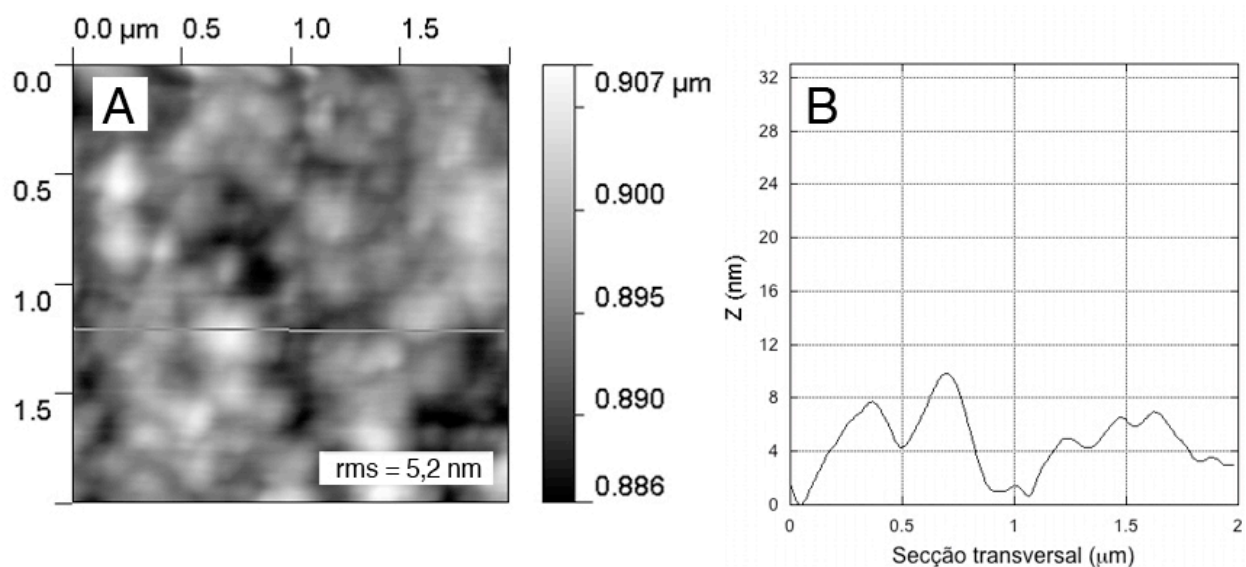 0.0 µm 0.5 1.0 1.5
0.0
0.5
1.0
1.5
A
rms = 5,2 nm
0.907 µm
0.900
0.895
0.890
0.886
B
Z (nm)
32
28
24
20
16
12
8
4
0
0 0.5 1 1.5 2
Secção transversal (µm)